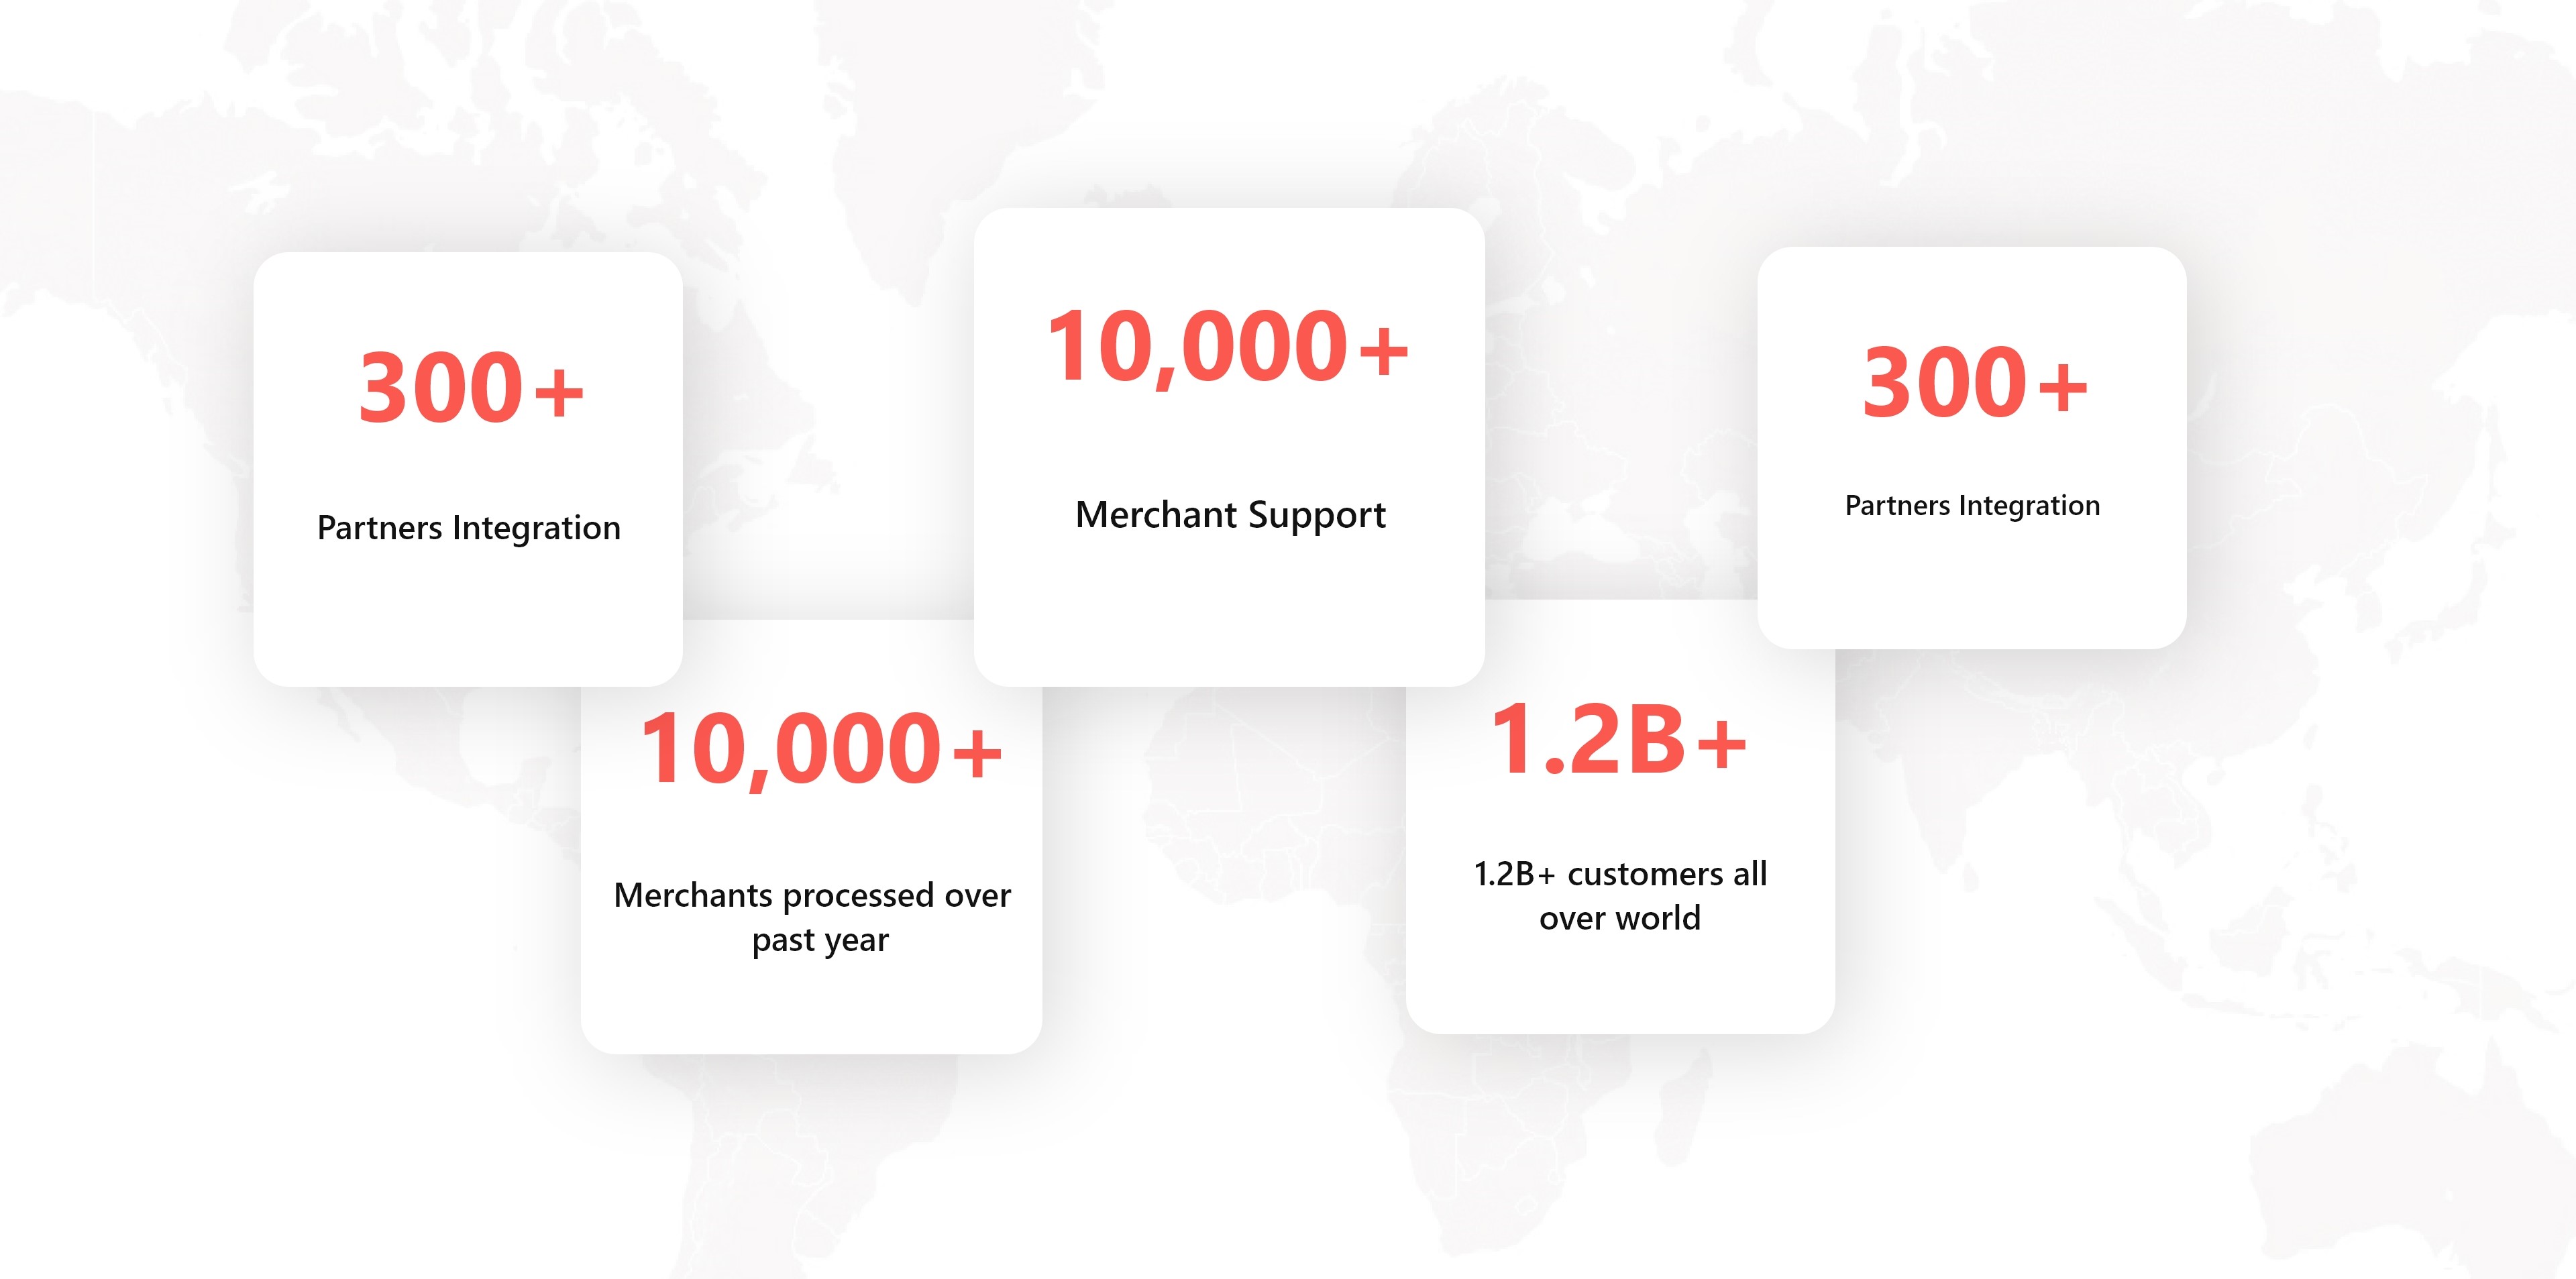 300+
Partners Integration
10,000+
Merchant Support
300+
Partners Integration
10,000+
Merchants processed over
past year
1.2B+
1.2B+ customers all
over world